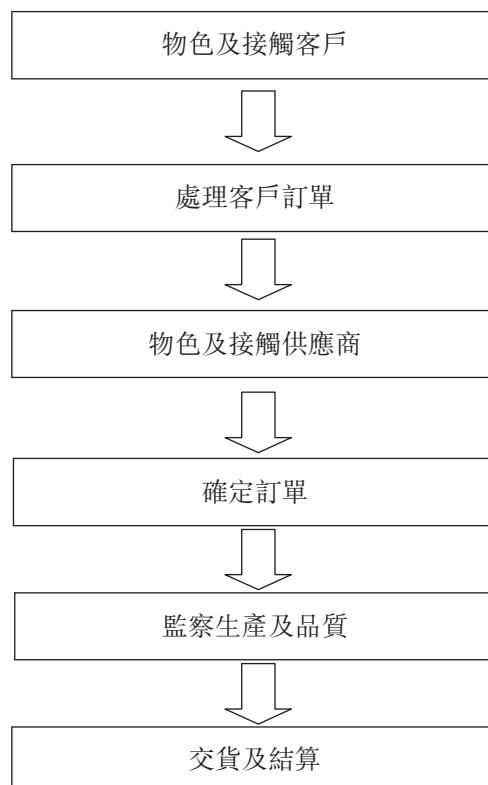 物色及接觸客戶
處理客戶訂單
物色及接觸供應商
確定訂單
監察生產及品質
交貨及結算